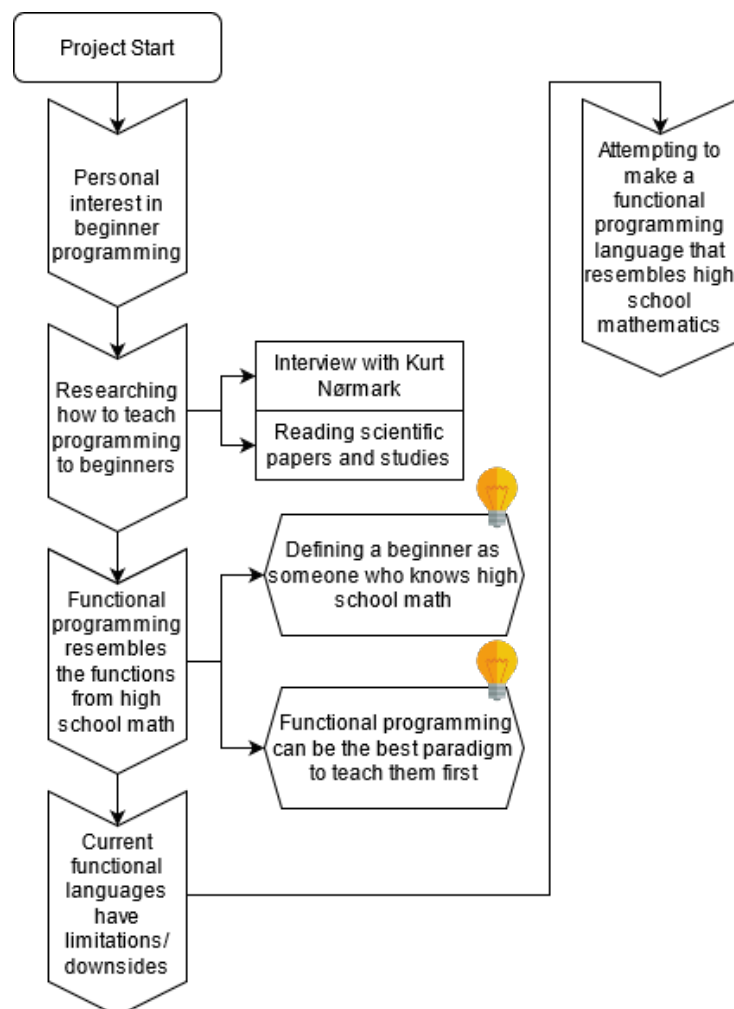 Project Start
Personal
interest in
beginner
programming
Researching
how to teach
programming
to beginners
Interview with Kurt
Nørmark
Reading scientific
papers and studies
Functional
programming
resembles
the functions
from high
school math
Defining a beginner as
someone who knows high
school math
Functional programming
can be the best paradigm
to teach them first
Current
functional
languages
have
limitations/
downsides
Attempting to
make a
functional
programming
language that
resembles high
school
mathematics